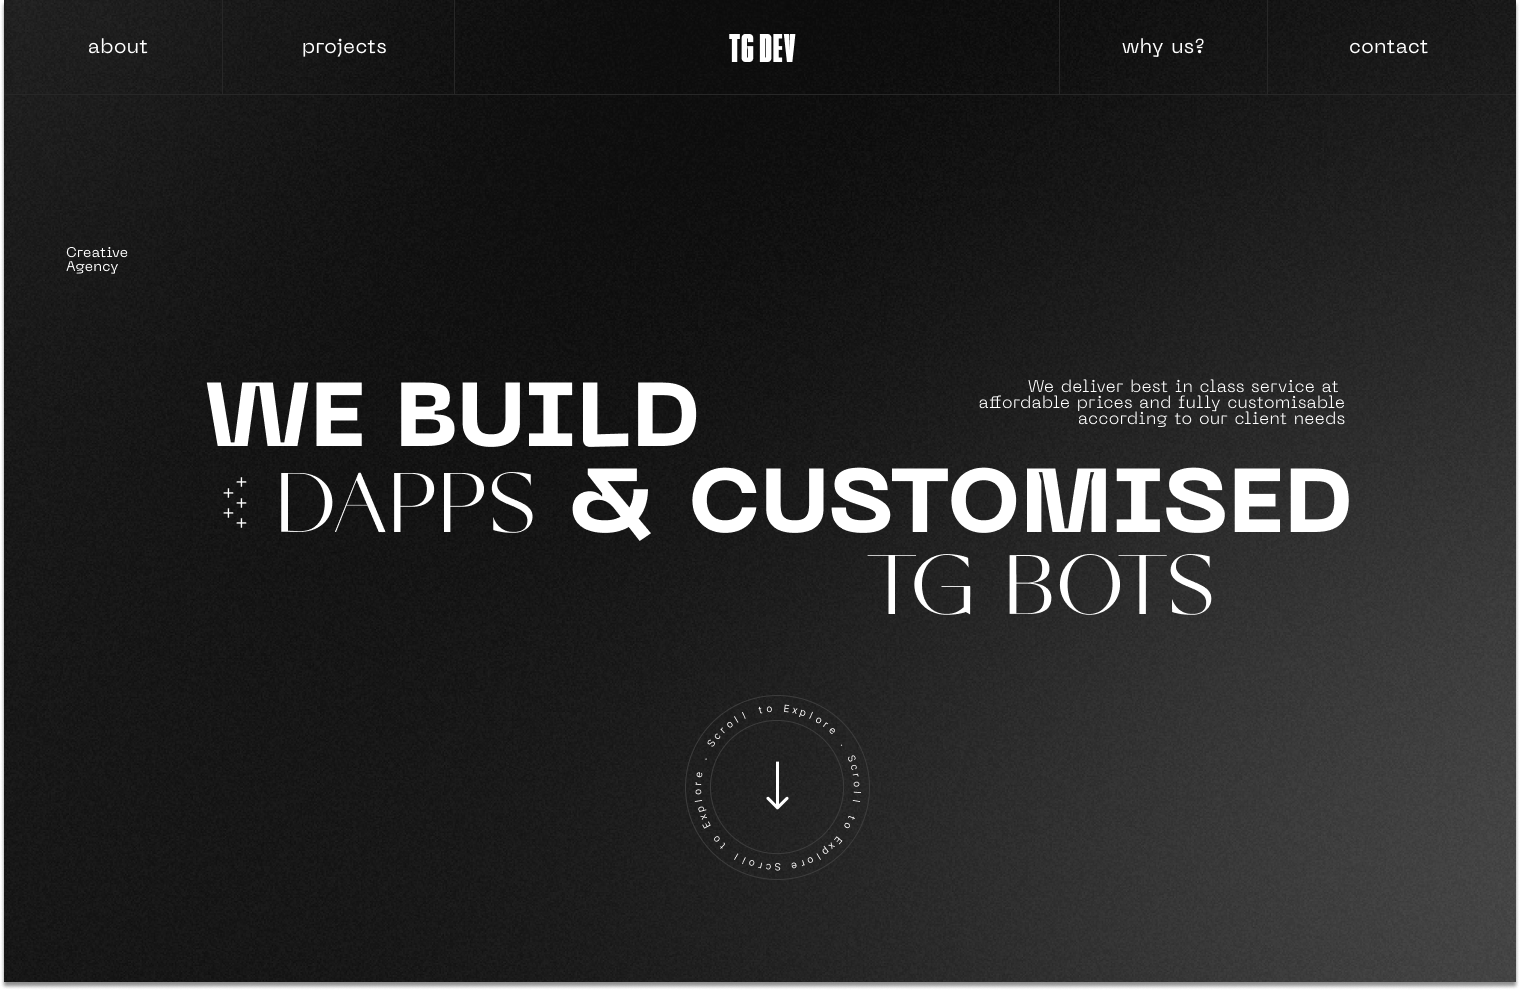 about
projects
TG DEV
why us?
contact
Creative
Agency
WE BUILD
We deliver best in class service at
affordable prices and fully customisable
according to our client needs
DAPPS & CUSTOMISED
TG BOTS
Scroll to Explore . Scroll to Explore Scroll to Explore .